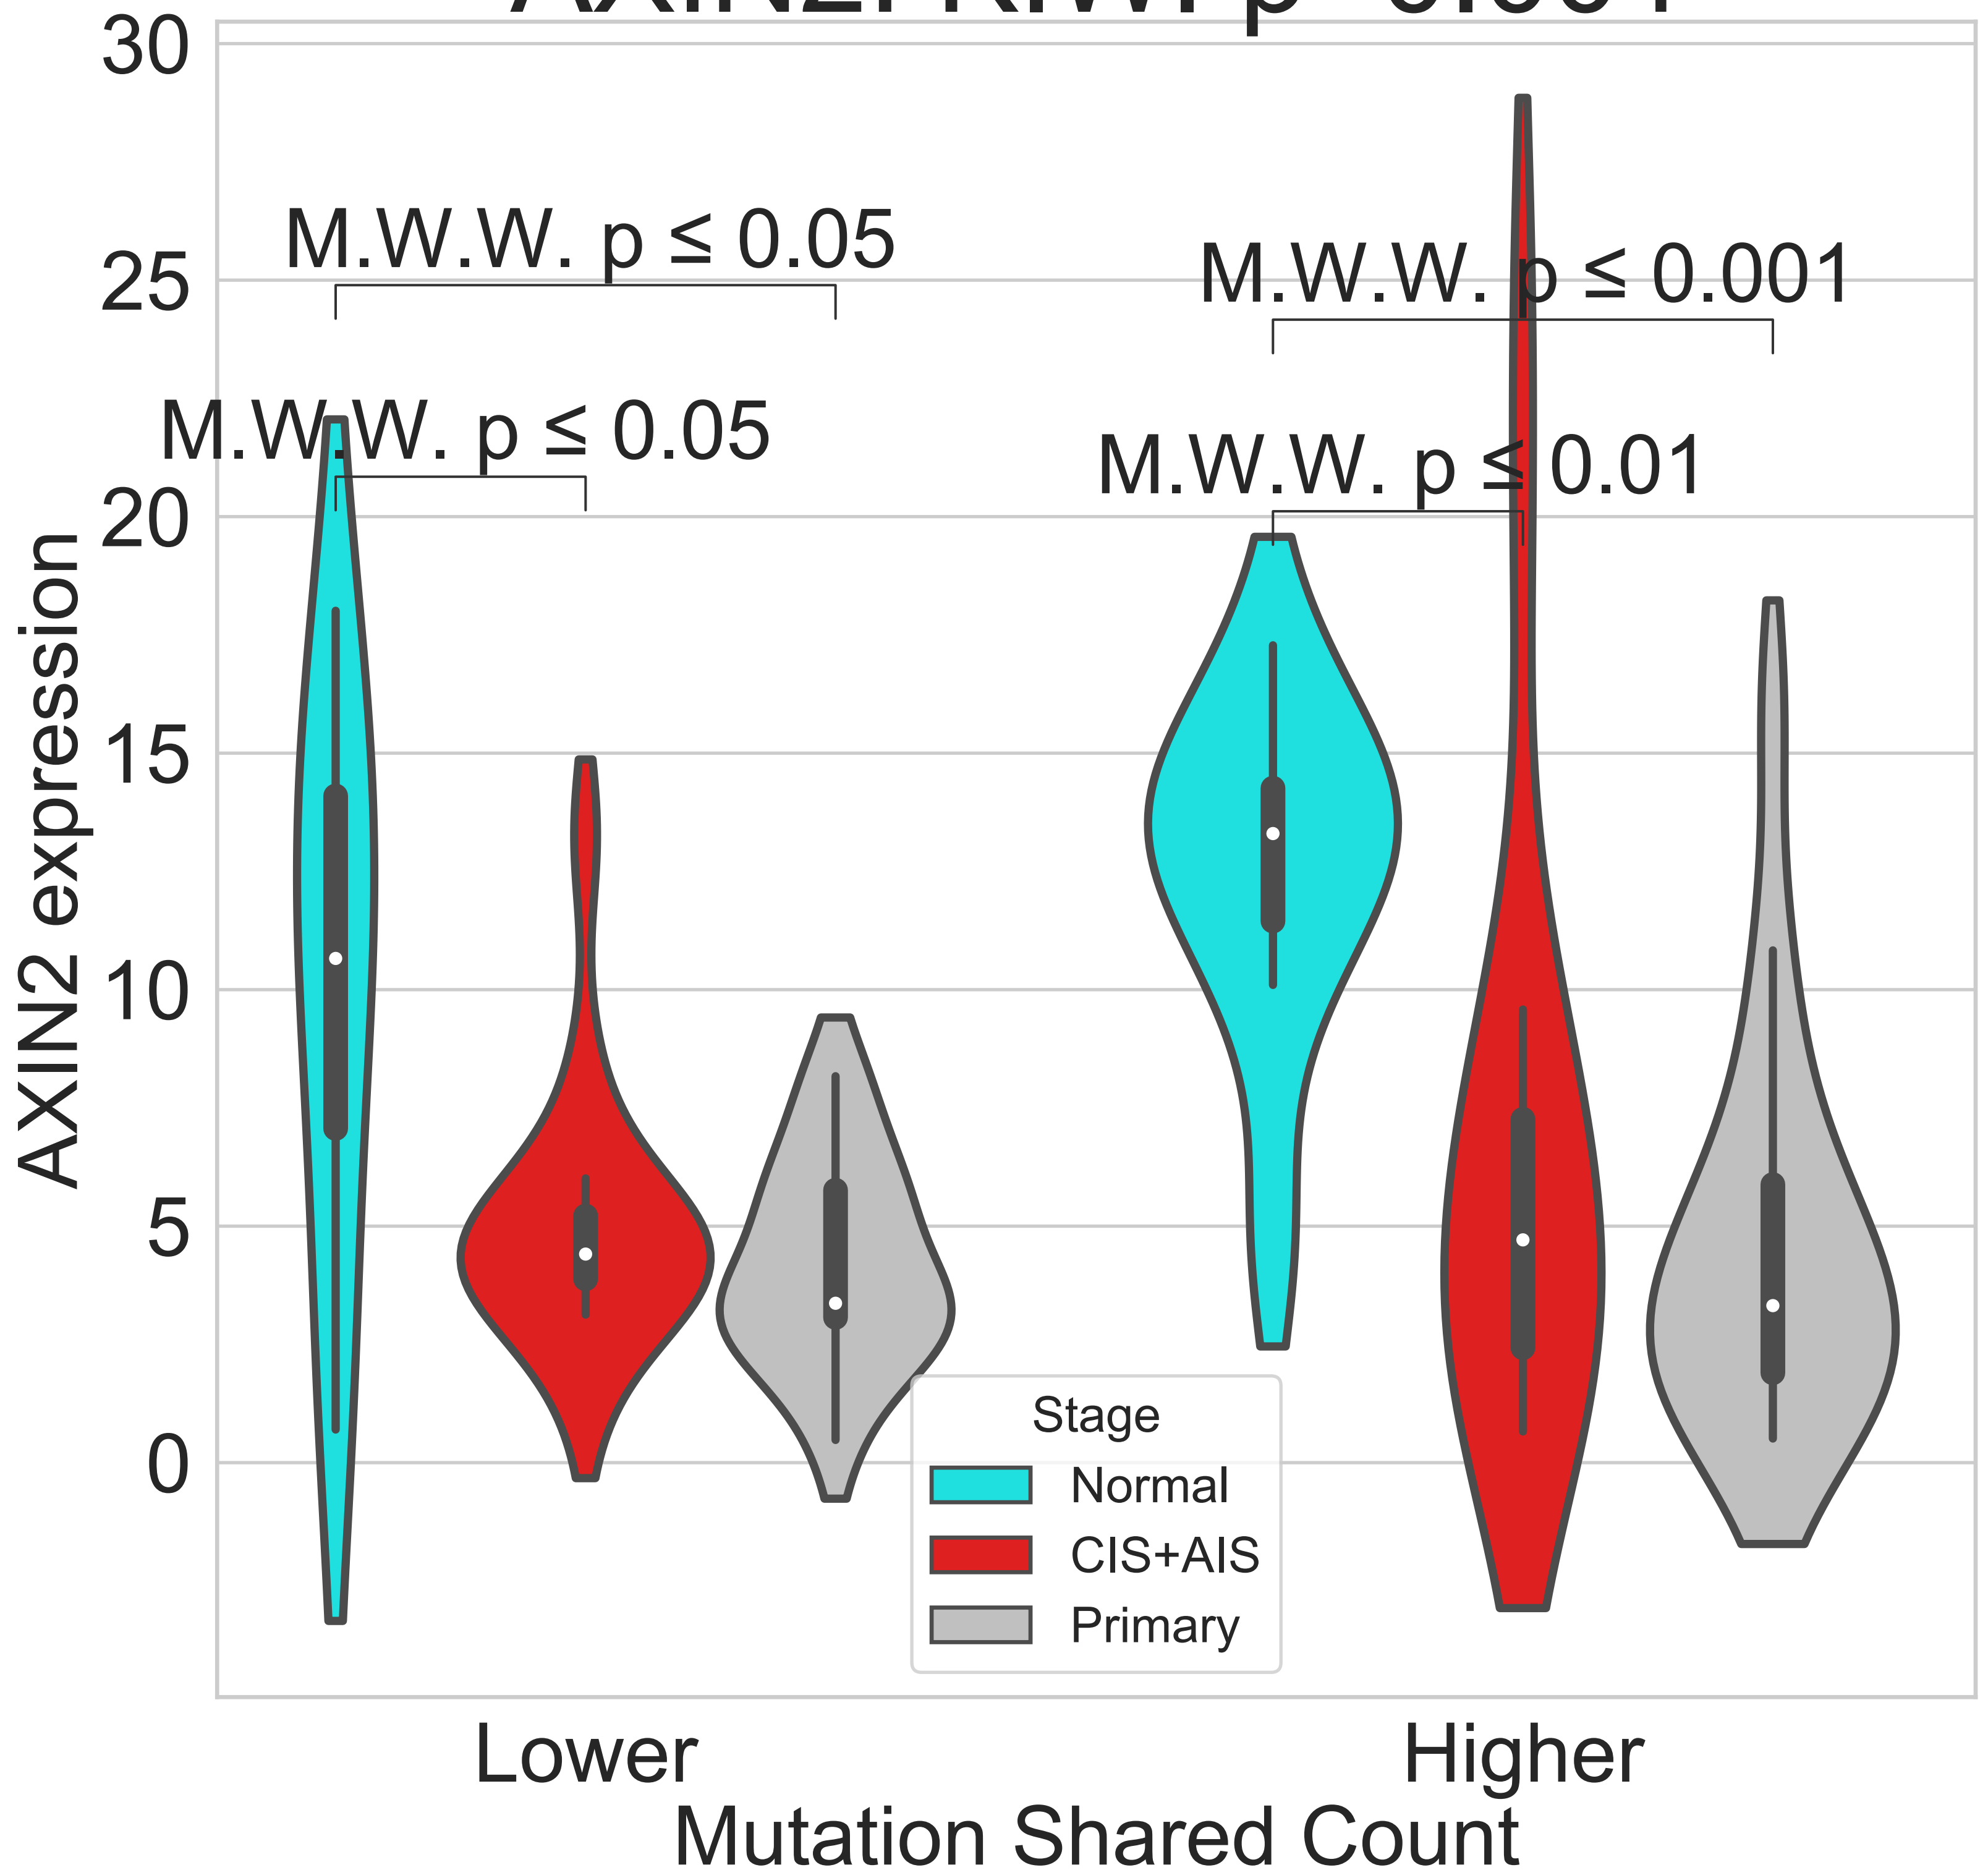 30
M.W.W. p ≤ 0.05
M.W.W. p ≤ 0.001
25
M.W.W. p ≤ 0.05
M.W.W. p ≤ 0.01
20
15
10
5
0
AXIN2 expression
Stage
Normal
CIS+AIS
Primary
Lower
Higher
Mutation Shared Count